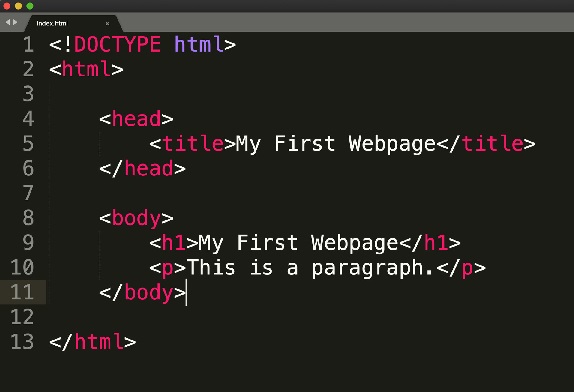 index.htm
1 <!DOCTYPE html>
2 <html>
3
4 <head>
5 <title>My First Webpage</title>
6 </head>
7
8 <body>
9 <h1>My First Webpage</h1>
10 <p>This is a paragraph.</p>
11 </body>
12
13 </html>